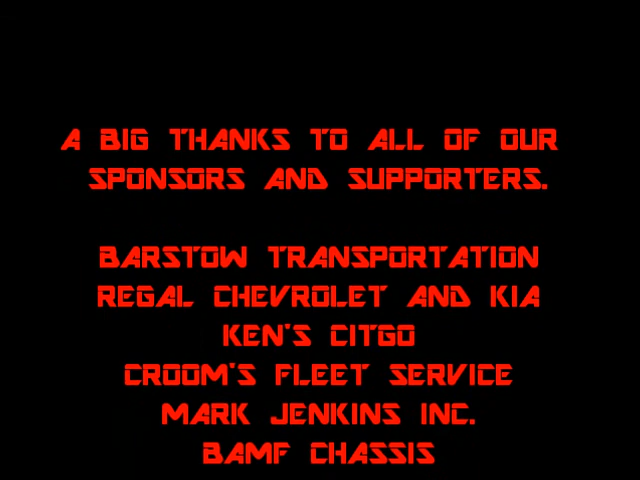 A BIG THANKS TO ALL OF OUR
SPONSORS AND SUPPORTERS.
BARSTOW TRANSPORTATION
REGAL CHEVROLET AND KIA
KEN'S CITGO
CROOM'S FLEET SERVICE
MARK JENKINS INC.
BAMF CHASSIS